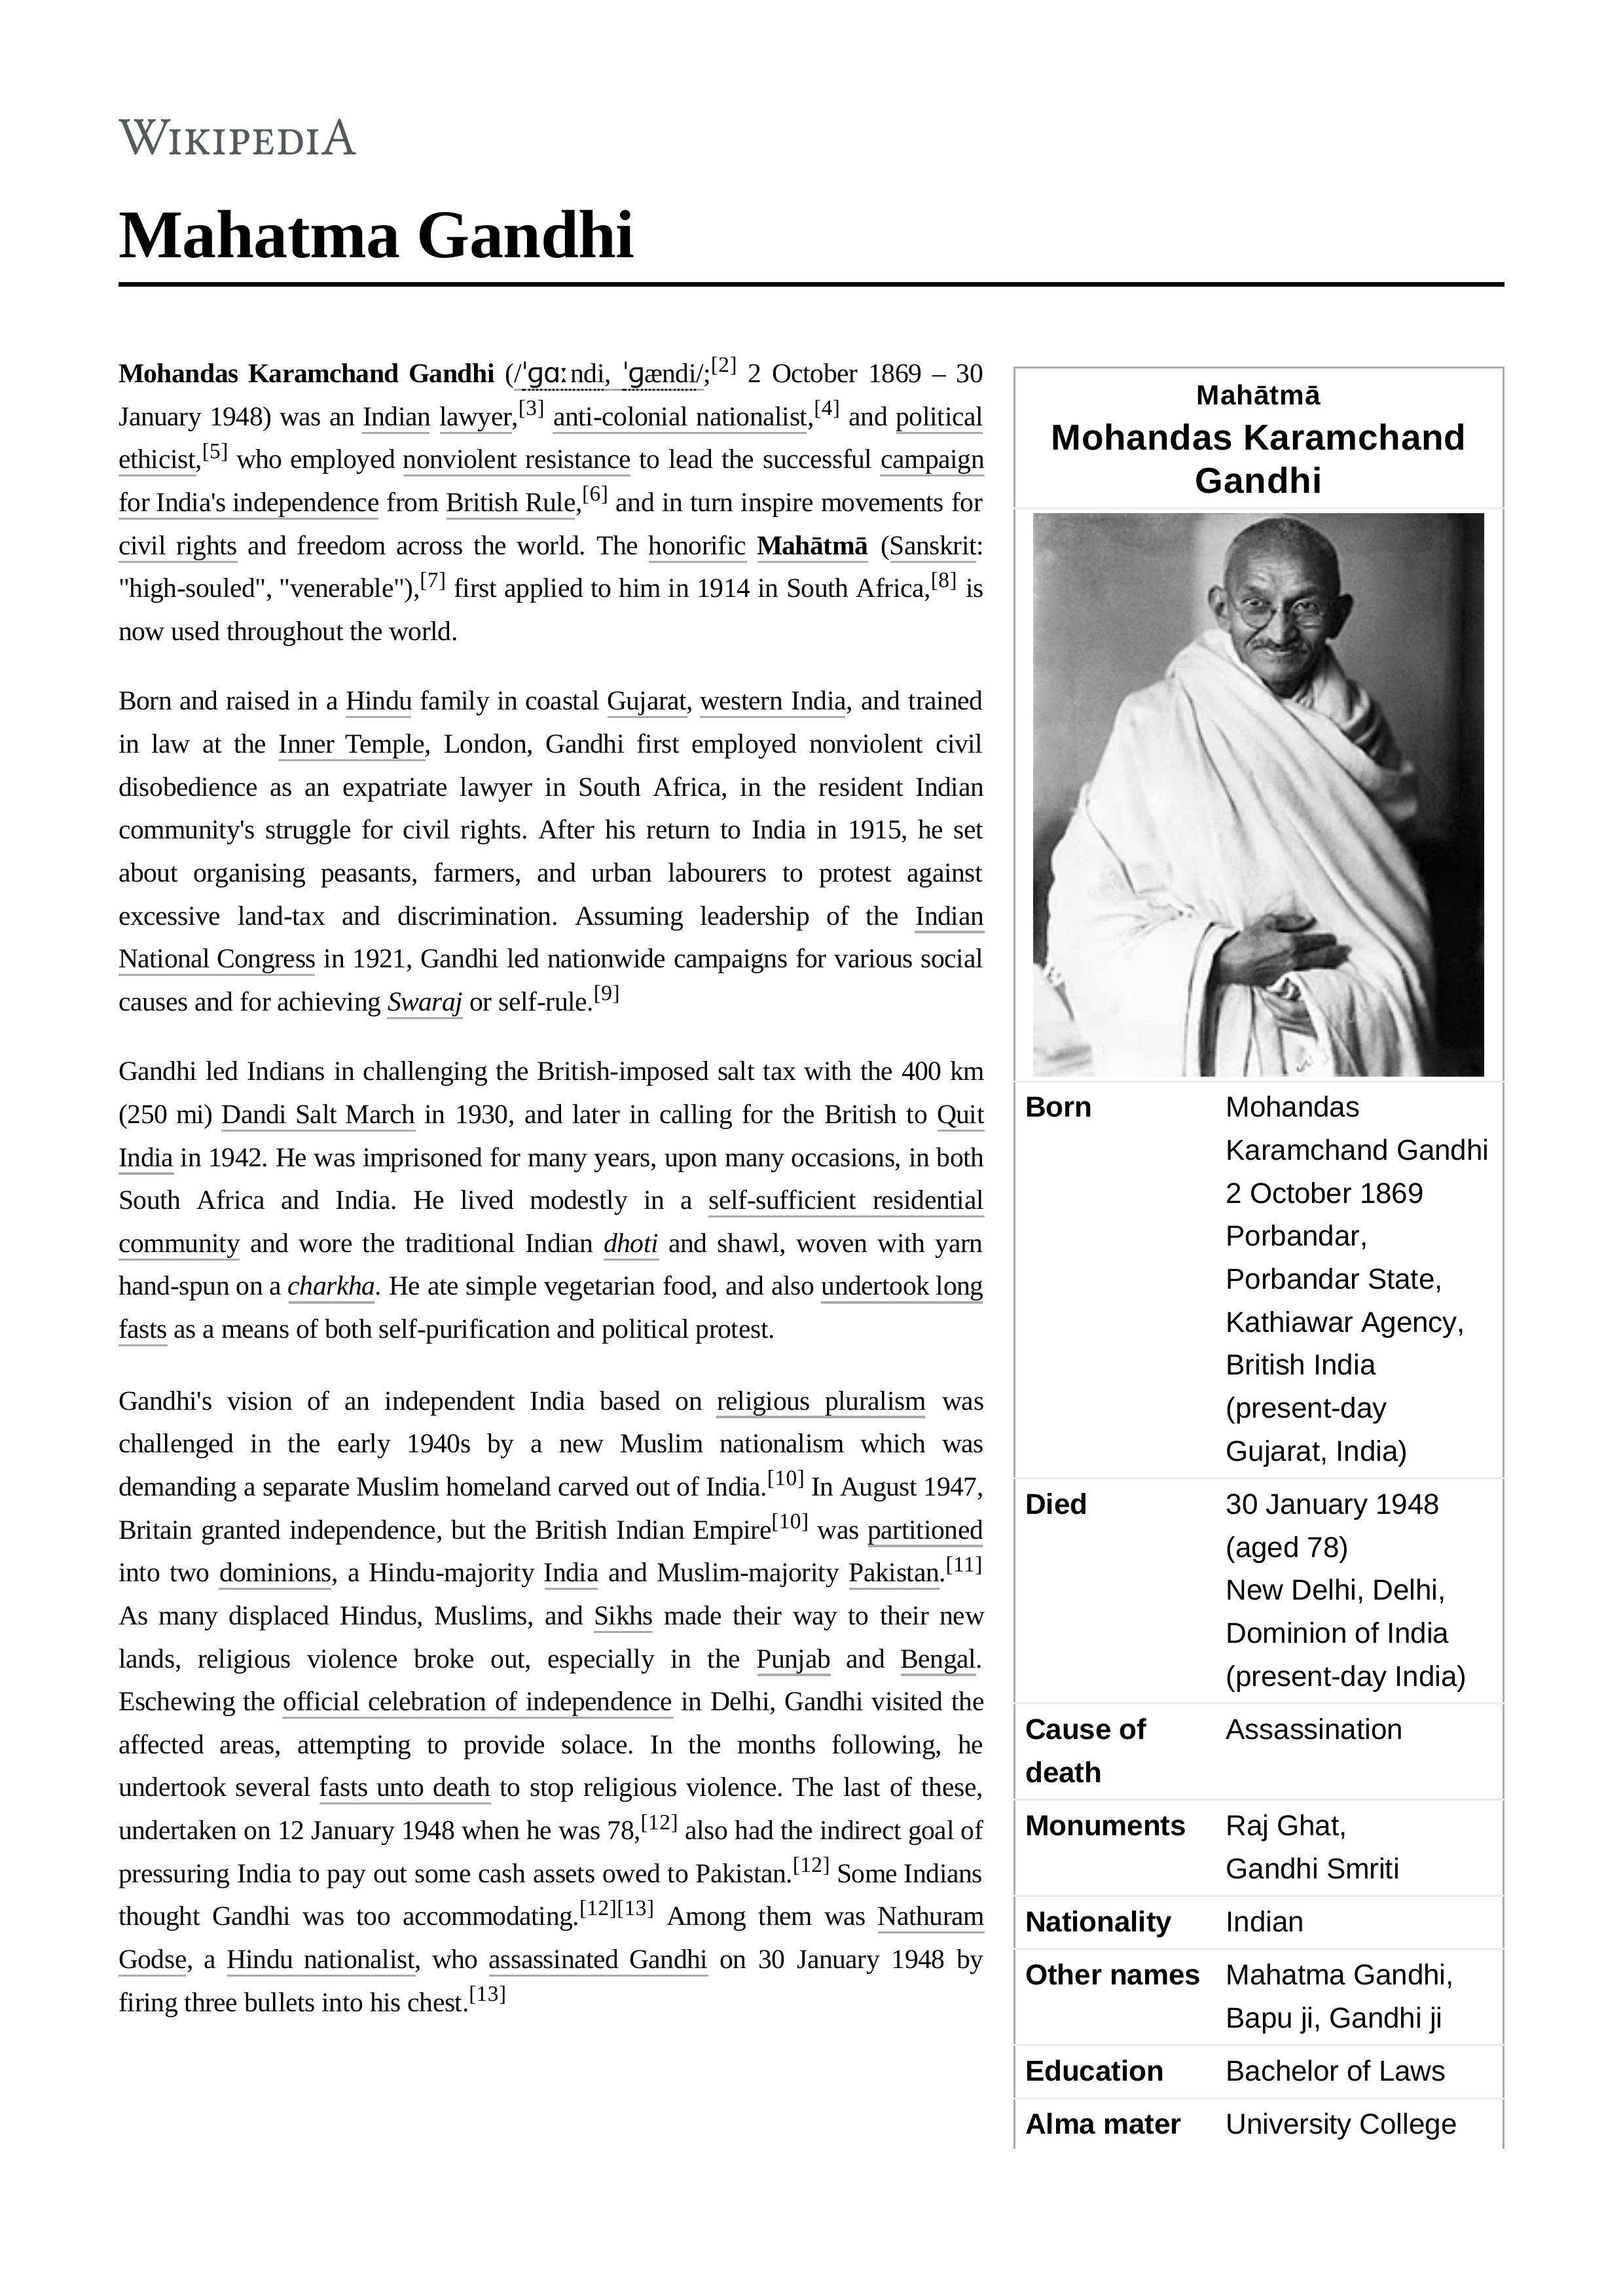 WIKIPEDIA
Mahatma Gandhi
Mohandas Karamchand Gandhi (/ˈɡɑːndi, ˈɡændi/;[2] 2 October 1869 – 30
January 1948) was an Indian lawyer,[3] anti-colonial nationalist,[4] and political
ethicist,[5] who employed nonviolent resistance to lead the successful campaign
for India's independence from British Rule,[6] and in turn inspire movements for
civil rights and freedom across the world. The honorific Mahātmā (Sanskrit:
"high-souled", "venerable"),[7] first applied to him in 1914 in South Africa,[8] is
now used throughout the world.
Born and raised in a Hindu family in coastal Gujarat, western India, and trained
in law at the Inner Temple, London, Gandhi first employed nonviolent civil
disobedience as an expatriate lawyer in South Africa, in the resident Indian
community's struggle for civil rights. After his return to India in 1915, he set
about organising peasants, farmers, and urban labourers to protest against
excessive land-tax and discrimination. Assuming leadership of the Indian
National Congress in 1921, Gandhi led nationwide campaigns for various social
causes and for achieving Swaraj or self-rule.[9]
Gandhi led Indians in challenging the British-imposed salt tax with the 400 km
(250 mi) Dandi Salt March in 1930, and later in calling for the British to Quit
India in 1942. He was imprisoned for many years, upon many occasions, in both
South Africa and India. He lived modestly in a self-sufficient residential
community and wore the traditional Indian dhoti and shawl, woven with yarn
hand-spun on a charkha. He ate simple vegetarian food, and also undertook long
fasts as a means of both self-purification and political protest.
Gandhi's vision of an independent India based on religious pluralism was
challenged in the early 1940s by a new Muslim nationalism which was
demanding a separate Muslim homeland carved out of India.[10] In August 1947,
Britain granted independence, but the British Indian Empire[10] was partitioned
into two dominions, a Hindu-majority India and Muslim-majority Pakistan.[11]
As many displaced Hindus, Muslims, and Sikhs made their way to their new
lands, religious violence broke out, especially in the Punjab and Bengal.
Eschewing the official celebration of independence in Delhi, Gandhi visited the
affected areas, attempting to provide solace. In the months following, he
undertook several fasts unto death to stop religious violence. The last of these,
undertaken on 12 January 1948 when he was 78,[12] also had the indirect goal of
pressuring India to pay out some cash assets owed to Pakistan.[12] Some Indians
thought Gandhi was too accommodating.[12][13] Among them was Nathuram
Godse, a Hindu nationalist, who assassinated Gandhi on 30 January 1948 by
firing three bullets into his chest.[13]
Mahātmā
Mohandas Karamchand
Gandhi
Born Mohandas
Karamchand Gandhi
2 October 1869
Porbandar,
Porbandar State,
Kathiawar Agency,
British India
(present-day
Gujarat, India)
Died 30 January 1948
(aged 78)
New Delhi, Delhi,
Dominion of India
(present-day India)
Cause of Assassination
death
Monuments Raj Ghat,
Gandhi Smriti
Nationality Indian
Other names Mahatma Gandhi,
Bapu ji, Gandhi ji
Education Bachelor of Laws
Alma mater University College